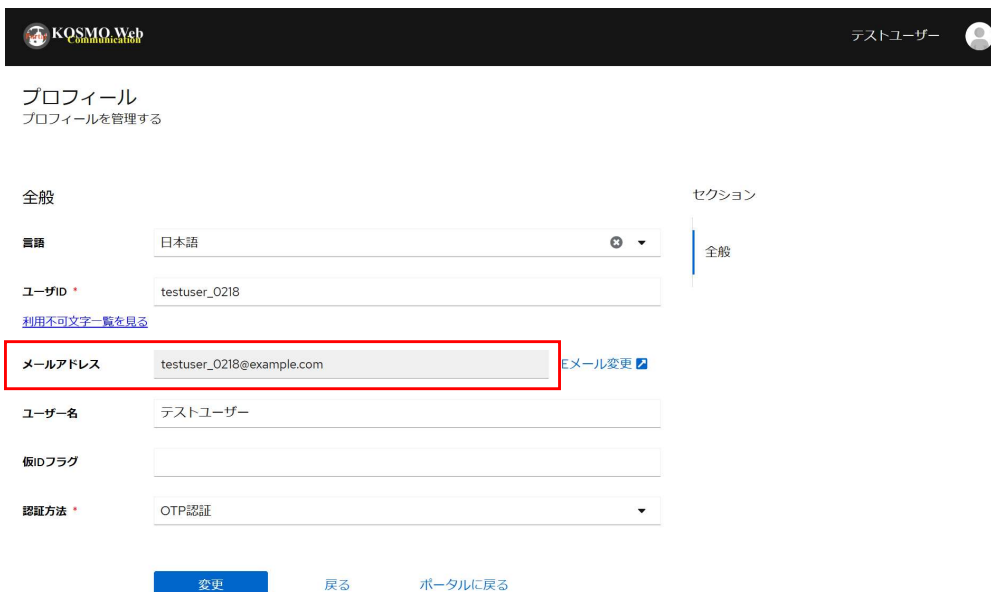 KOSMO Web
Communication
テストユーザー
プロフィール
プロフィールを管理する
全般
セクション
言語
日本語
全般
ユーザID *
testuser_0218
利用不可文字一覧を見る
メールアドレス
testuser_0218@example.com
Eメール変更
ユーザー名
テストユーザー
仮IDフラグ
認証方法 *
OTP認証
変更
戻る
ポータルに戻る